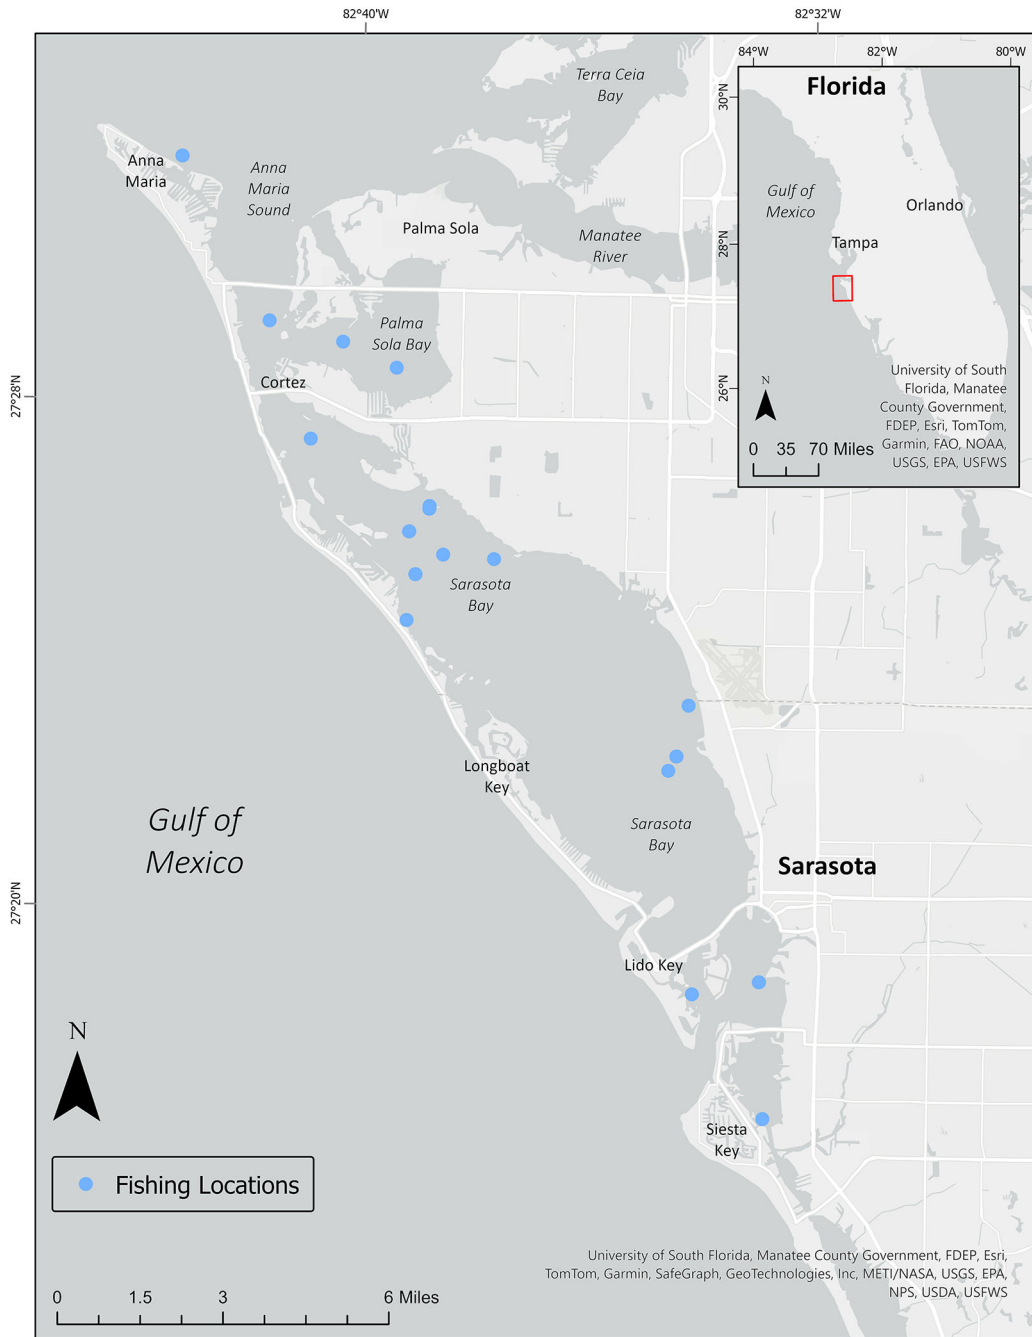 82°40'W
82°32'W
84°W
82°W
80°W
Florida
30°N
Terra Ceia
Bay
Anna
Maria
Anna
Maria
Sound
Gulf of
Mexico
Orlando
Palma Sola
Manatee
River
28°N
Tampa
Palma
Sola Bay
Cortez
27°28'N
26°N
University of South
Florida, Manatee
County Government,
FDEP, Esri, TomTom,
Garmin, FAO, NOAA,
USGS, EPA, USFWS
N
0 35 70 Miles
Sarasota
Bay
Longboat
Key
Gulf of
Mexico
Sarasota
Bay
Sarasota
27°20'N
Lido Key
N
Siesta
Key
Fishing Locations
University of South Florida, Manatee County Government, FDEP, Esri,
TomTom, Garmin, SafeGraph, GeoTechnologies, Inc, METI/NASA, USGS, EPA,
NPS, USDA, USFWS
0 1.5 3 6 Miles